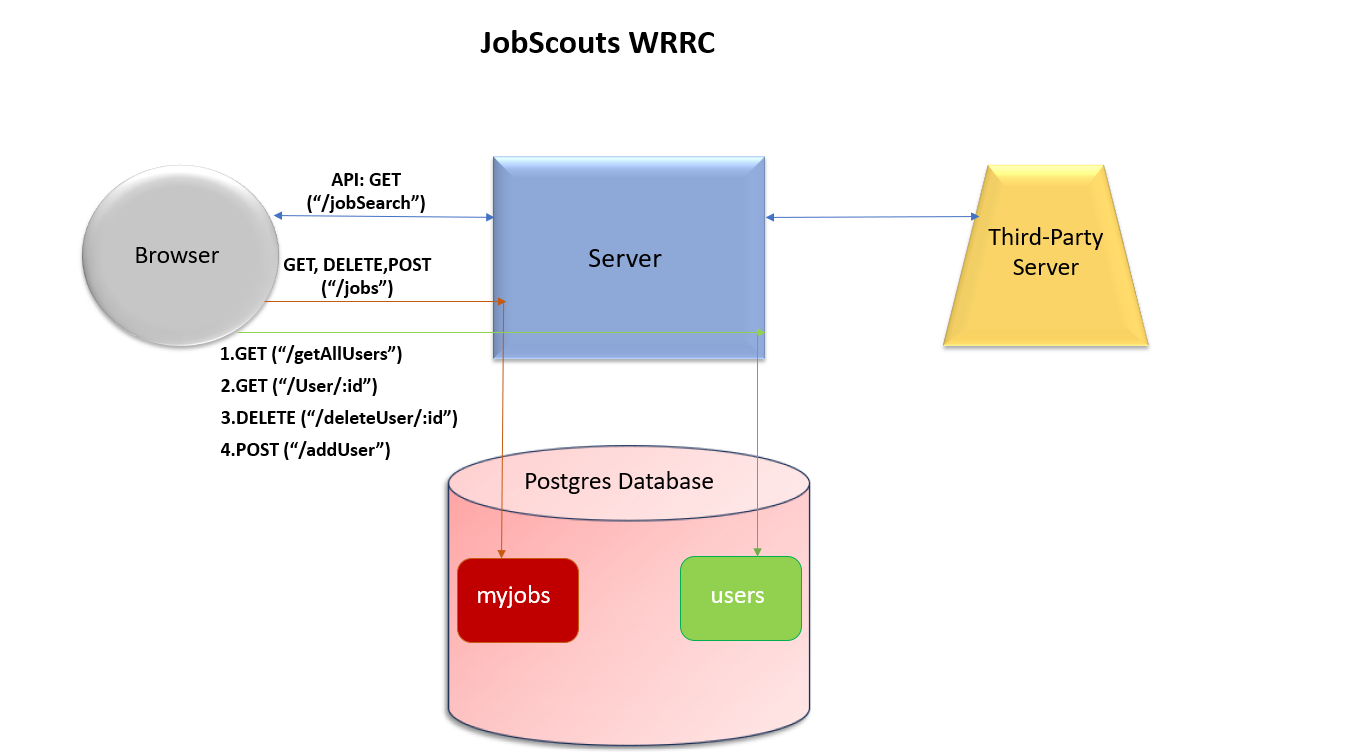 JobScouts WRRC
API: GET
(“/jobSearch”)
Browser
GET, DELETE,POST
(“/jobs”)
Server
Third-Party
Server
1.GET (“/getAllUsers”)
2.GET (“/User/:id”)
3.DELETE (“/deleteUser/:id”)
4.POST (“/addUser”)
Postgres Database
myjobs
users